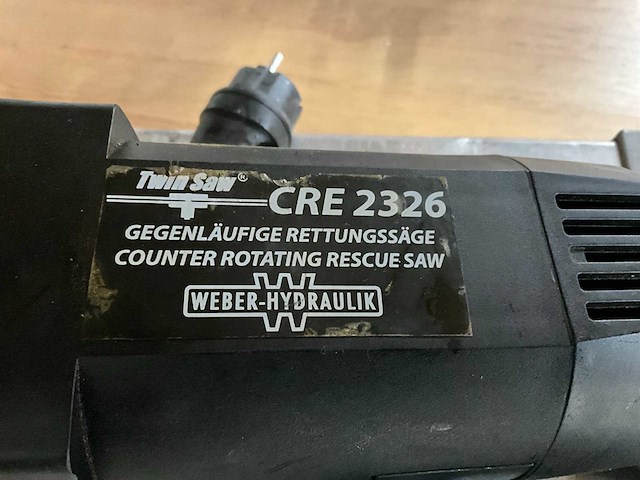 Twin Saw®
CRE 2326
GEGENLÄUFIGE RETTUNGSSÄGE
COUNTER ROTATING RESCUE SAW
WEBER-HYDRAULIK